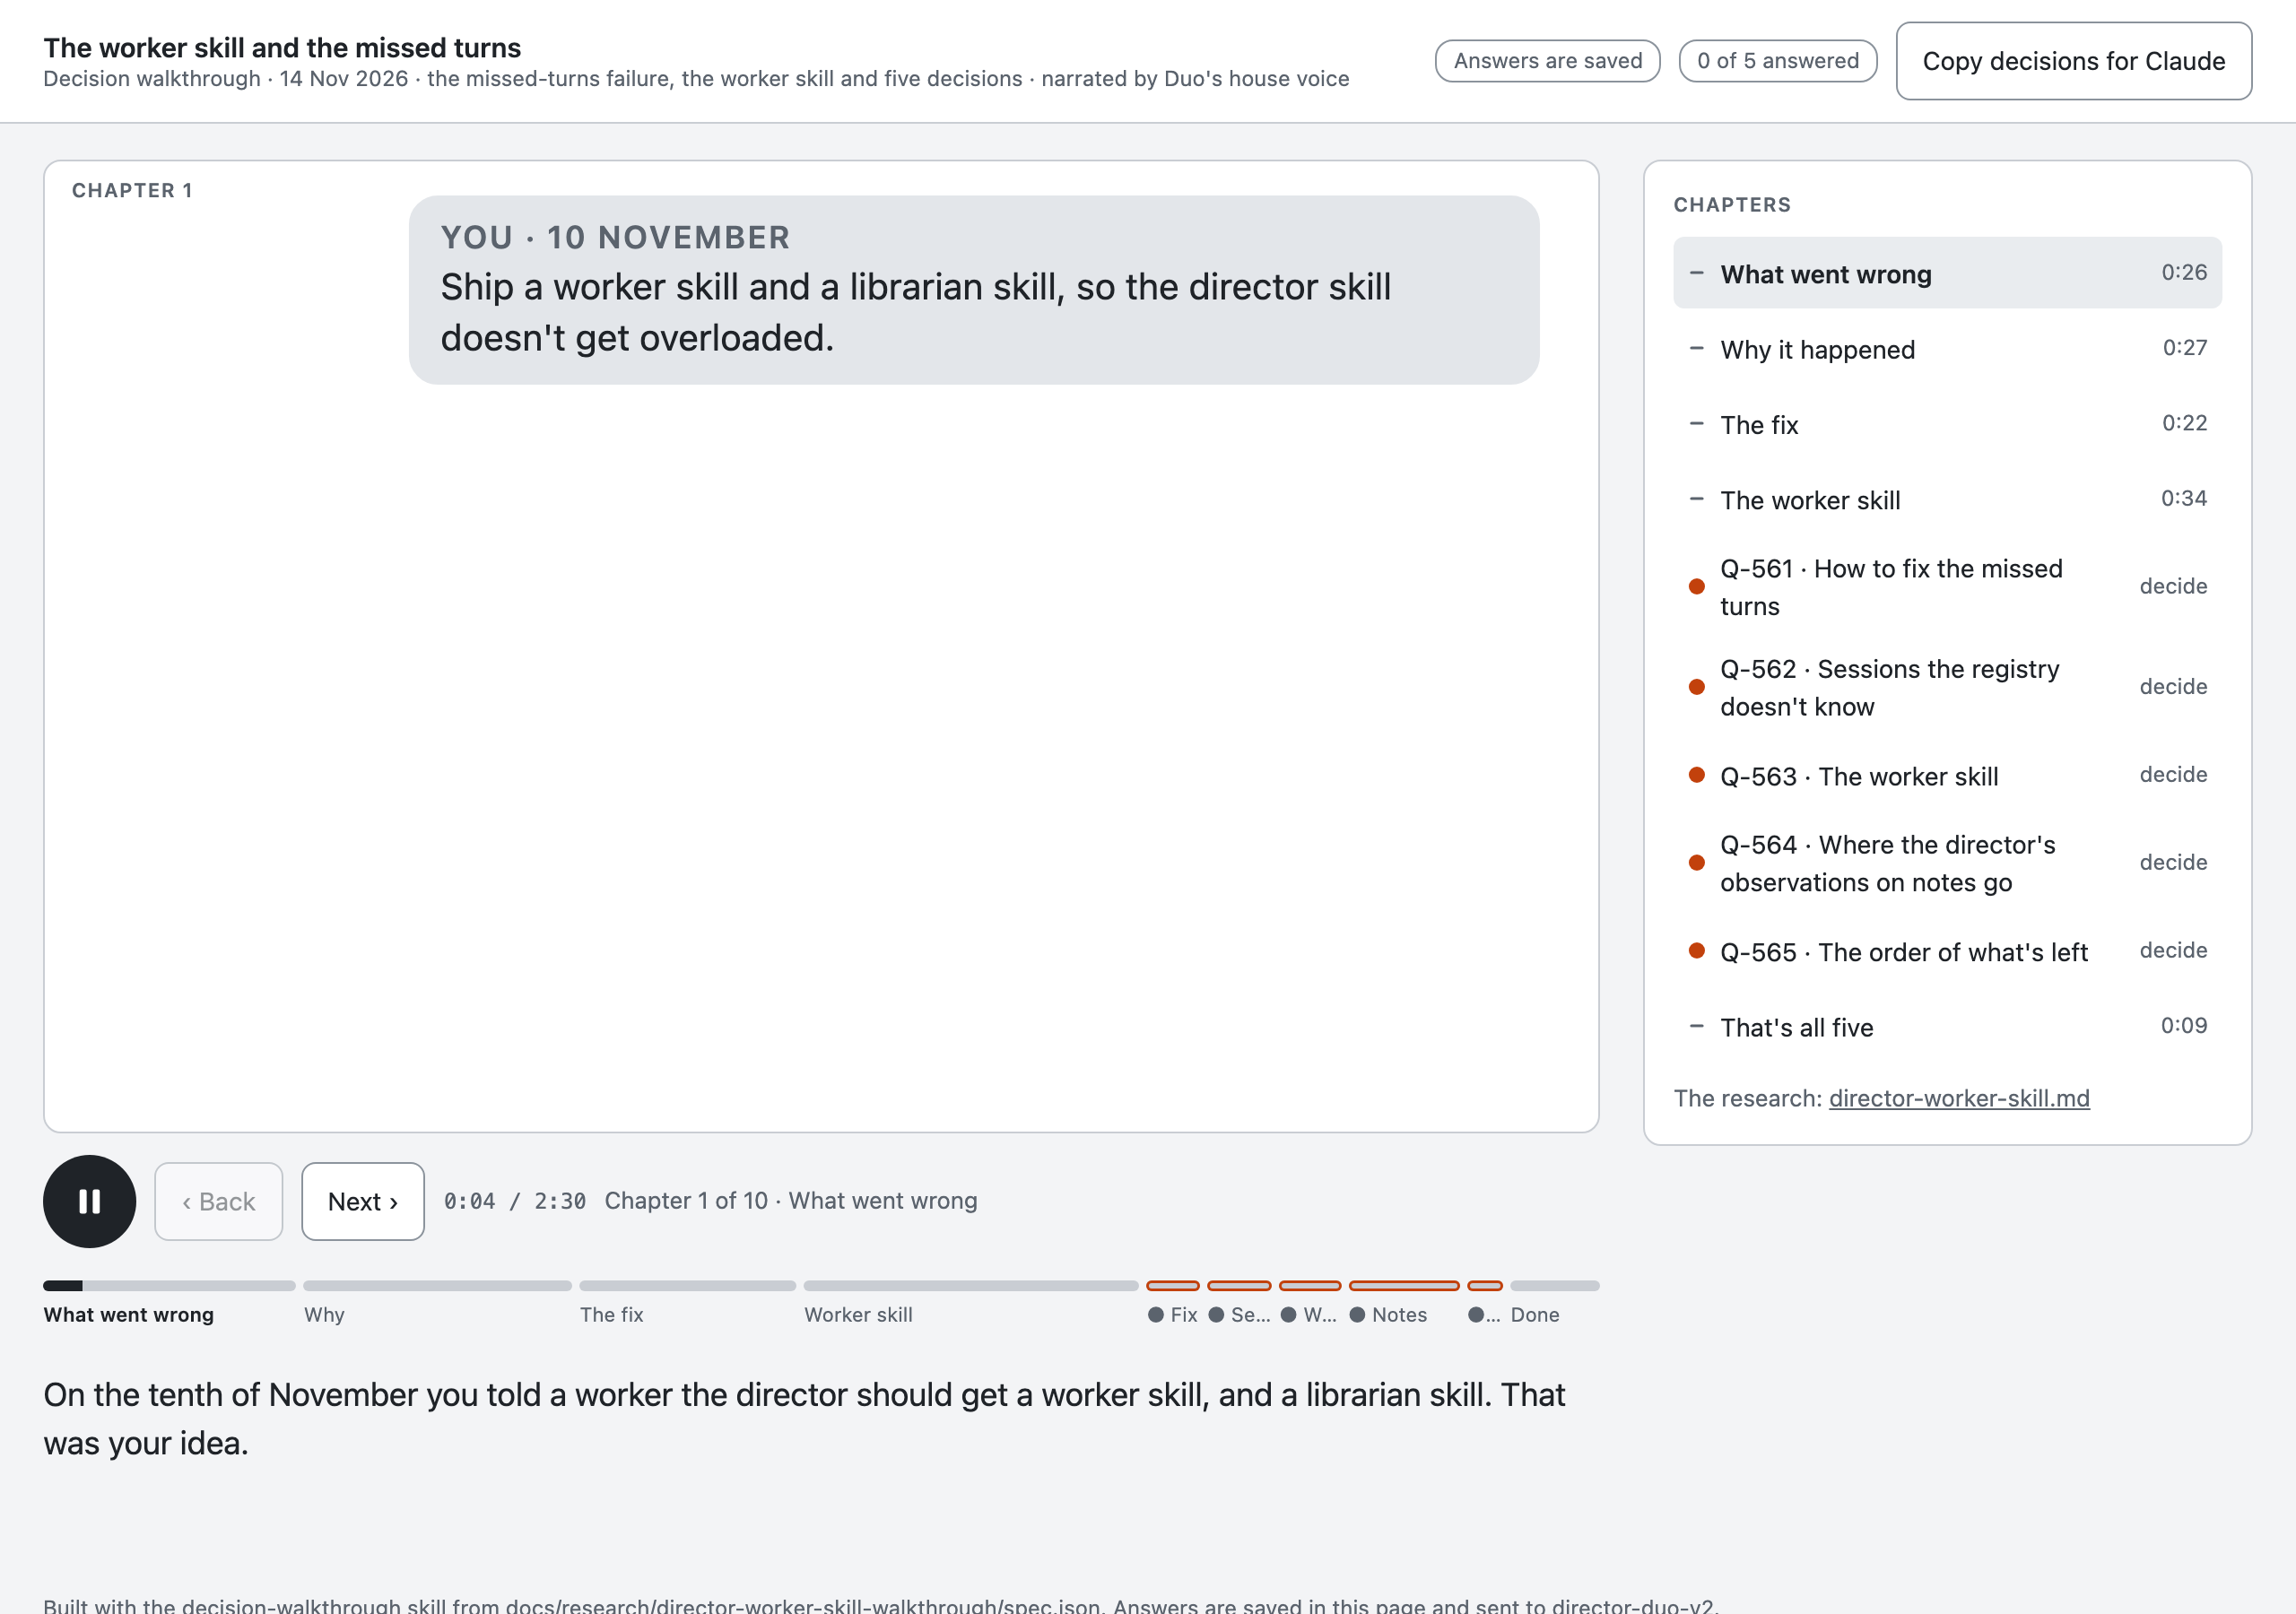 The worker skill and the missed turns
Decision walkthrough · 14 Nov 2026 · the missed-turns failure, the worker skill and five decisions · narrated by Duo's house voice
Answers are saved
0 of 5 answered
Copy decisions for Claude
CHAPTER 1
YOU · 10 NOVEMBER
Ship a worker skill and a librarian skill, so the director skill
doesn't get overloaded.
CHAPTERS
– What went wrong 0:26
– Why it happened 0:27
– The fix 0:22
– The worker skill 0:34
Q-561 · How to fix the missed
turns
decide
Q-562 · Sessions the registry
doesn't know
decide
Q-563 · The worker skill decide
Q-564 · Where the director's
observations on notes go
decide
Q-565 · The order of what's left decide
– That's all five 0:09
The research: director-worker-skill.md
‹ Back
Next ›
0:04 / 2:30 Chapter 1 of 10 · What went wrong
What went wrong
Why
The fix
Worker skill
Fix
Se...
W...
Notes
...
Done
On the tenth of November you told a worker the director should get a worker skill, and a librarian skill. That
was your idea.
Built with the decision-walkthrough skill from docs/research/director-worker-skill-walkthrough/spec.json. Answers are saved in this page and sent to director-duo-v2.